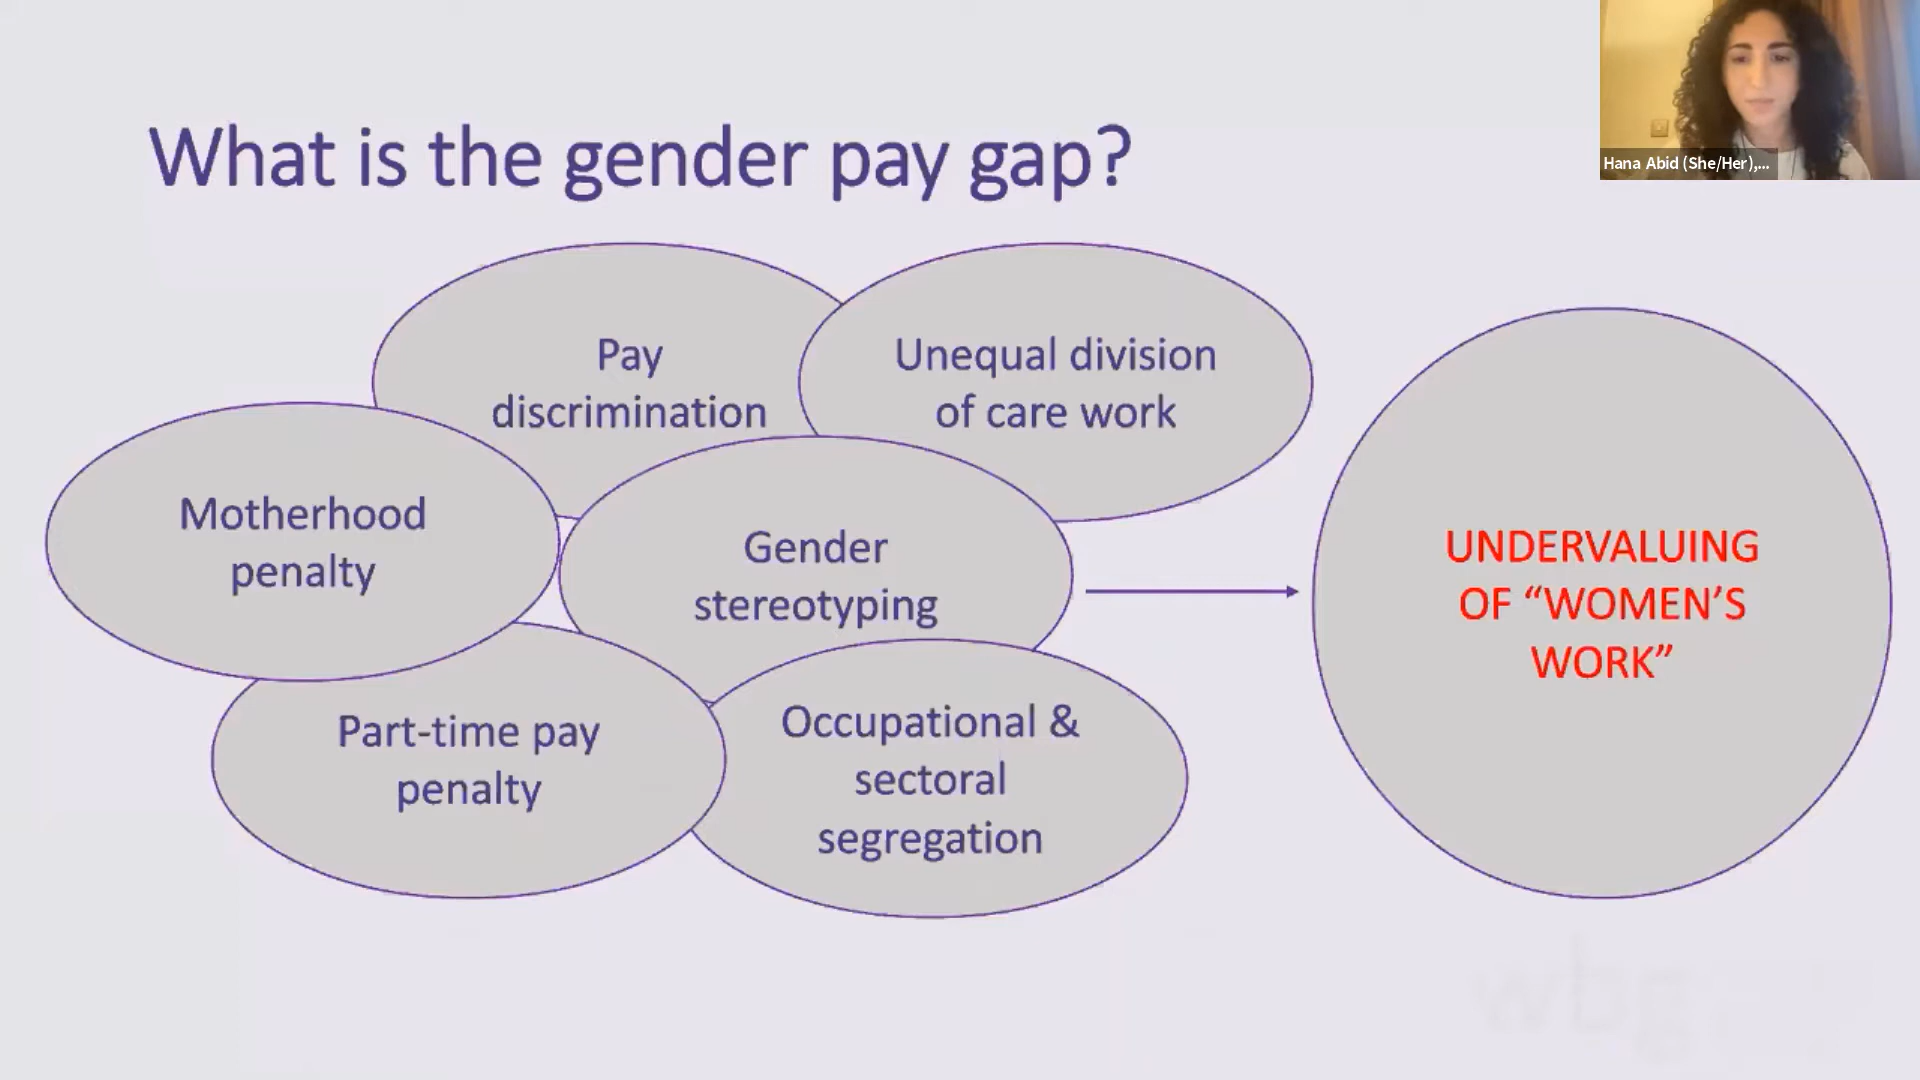 What is the gender pay gap?
Hana Abid (She/Her),...
Pay
discrimination
Unequal division
of care work
Motherhood
penalty
Gender
stereotyping
Part-time pay
penalty
Occupational &
sectoral
segregation
UNDERVALUING
OF “WOMEN’S
WORK”
wbg